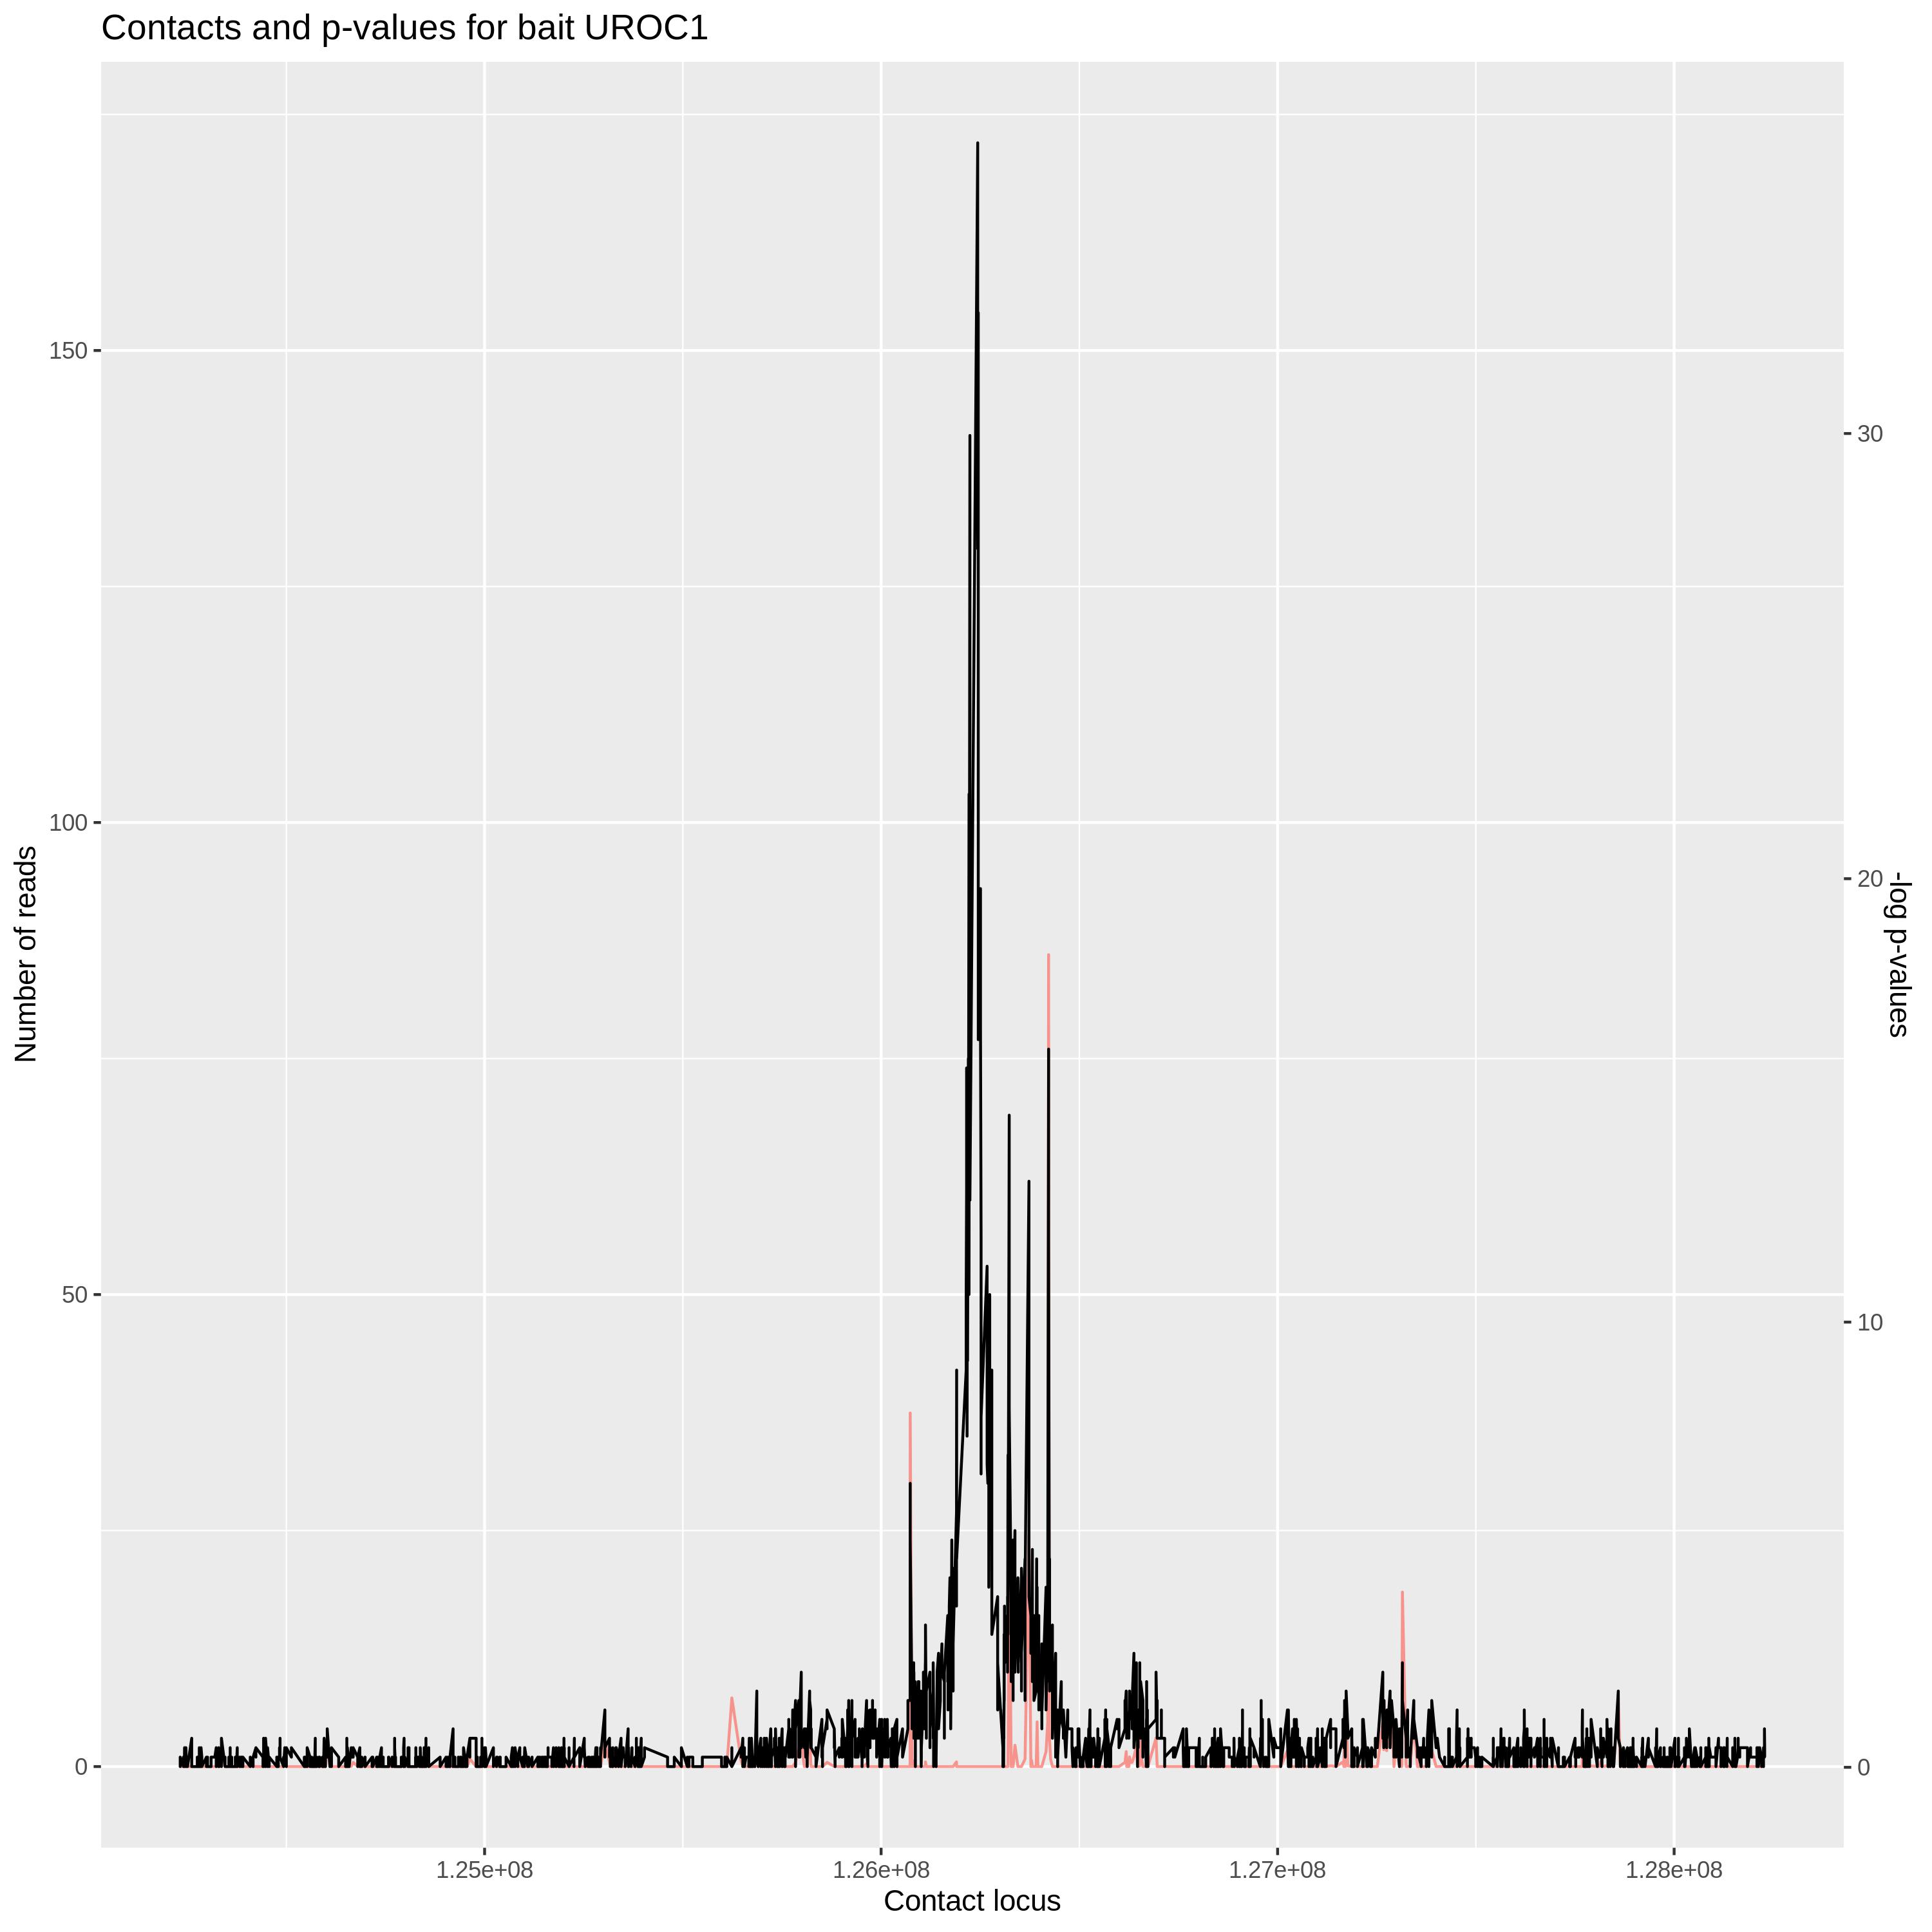 Contacts and p-values for bait UROC1
150
100
50
0
Number of reads
30
20
10
0
-log p-values
1.25e+08
1.26e+08
1.27e+08
1.28e+08
Contact locus